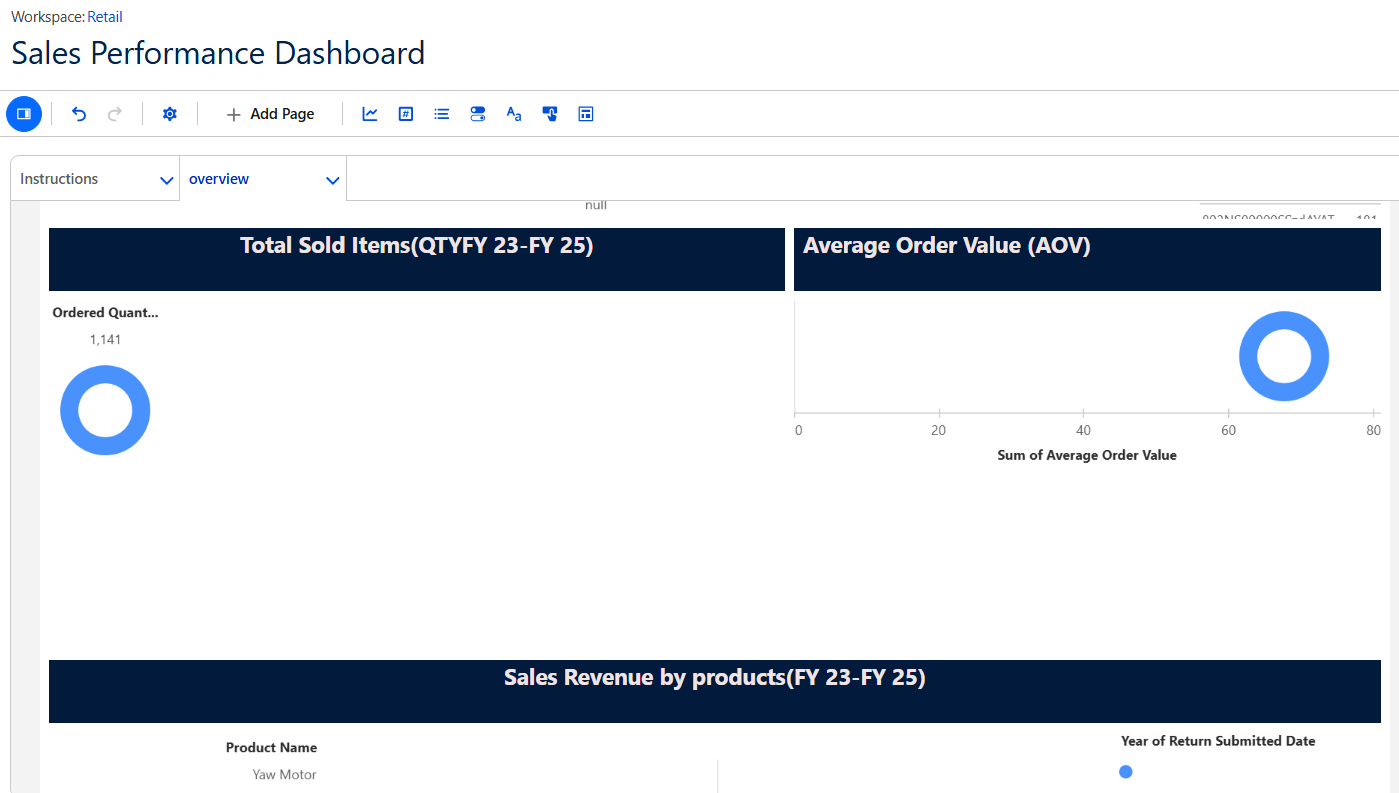 Workspace: Retail
Sales Performance Dashboard
Add Page
Instructions
overview
null
Total Sold Items(QTYFY 23-FY 25)
Average Order Value (AOV)
Ordered Quant...
1,141
0 20 40 60 80
Sum of Average Order Value
Sales Revenue by products(FY 23-FY 25)
Product Name
Year of Return Submitted Date
Yaw Motor